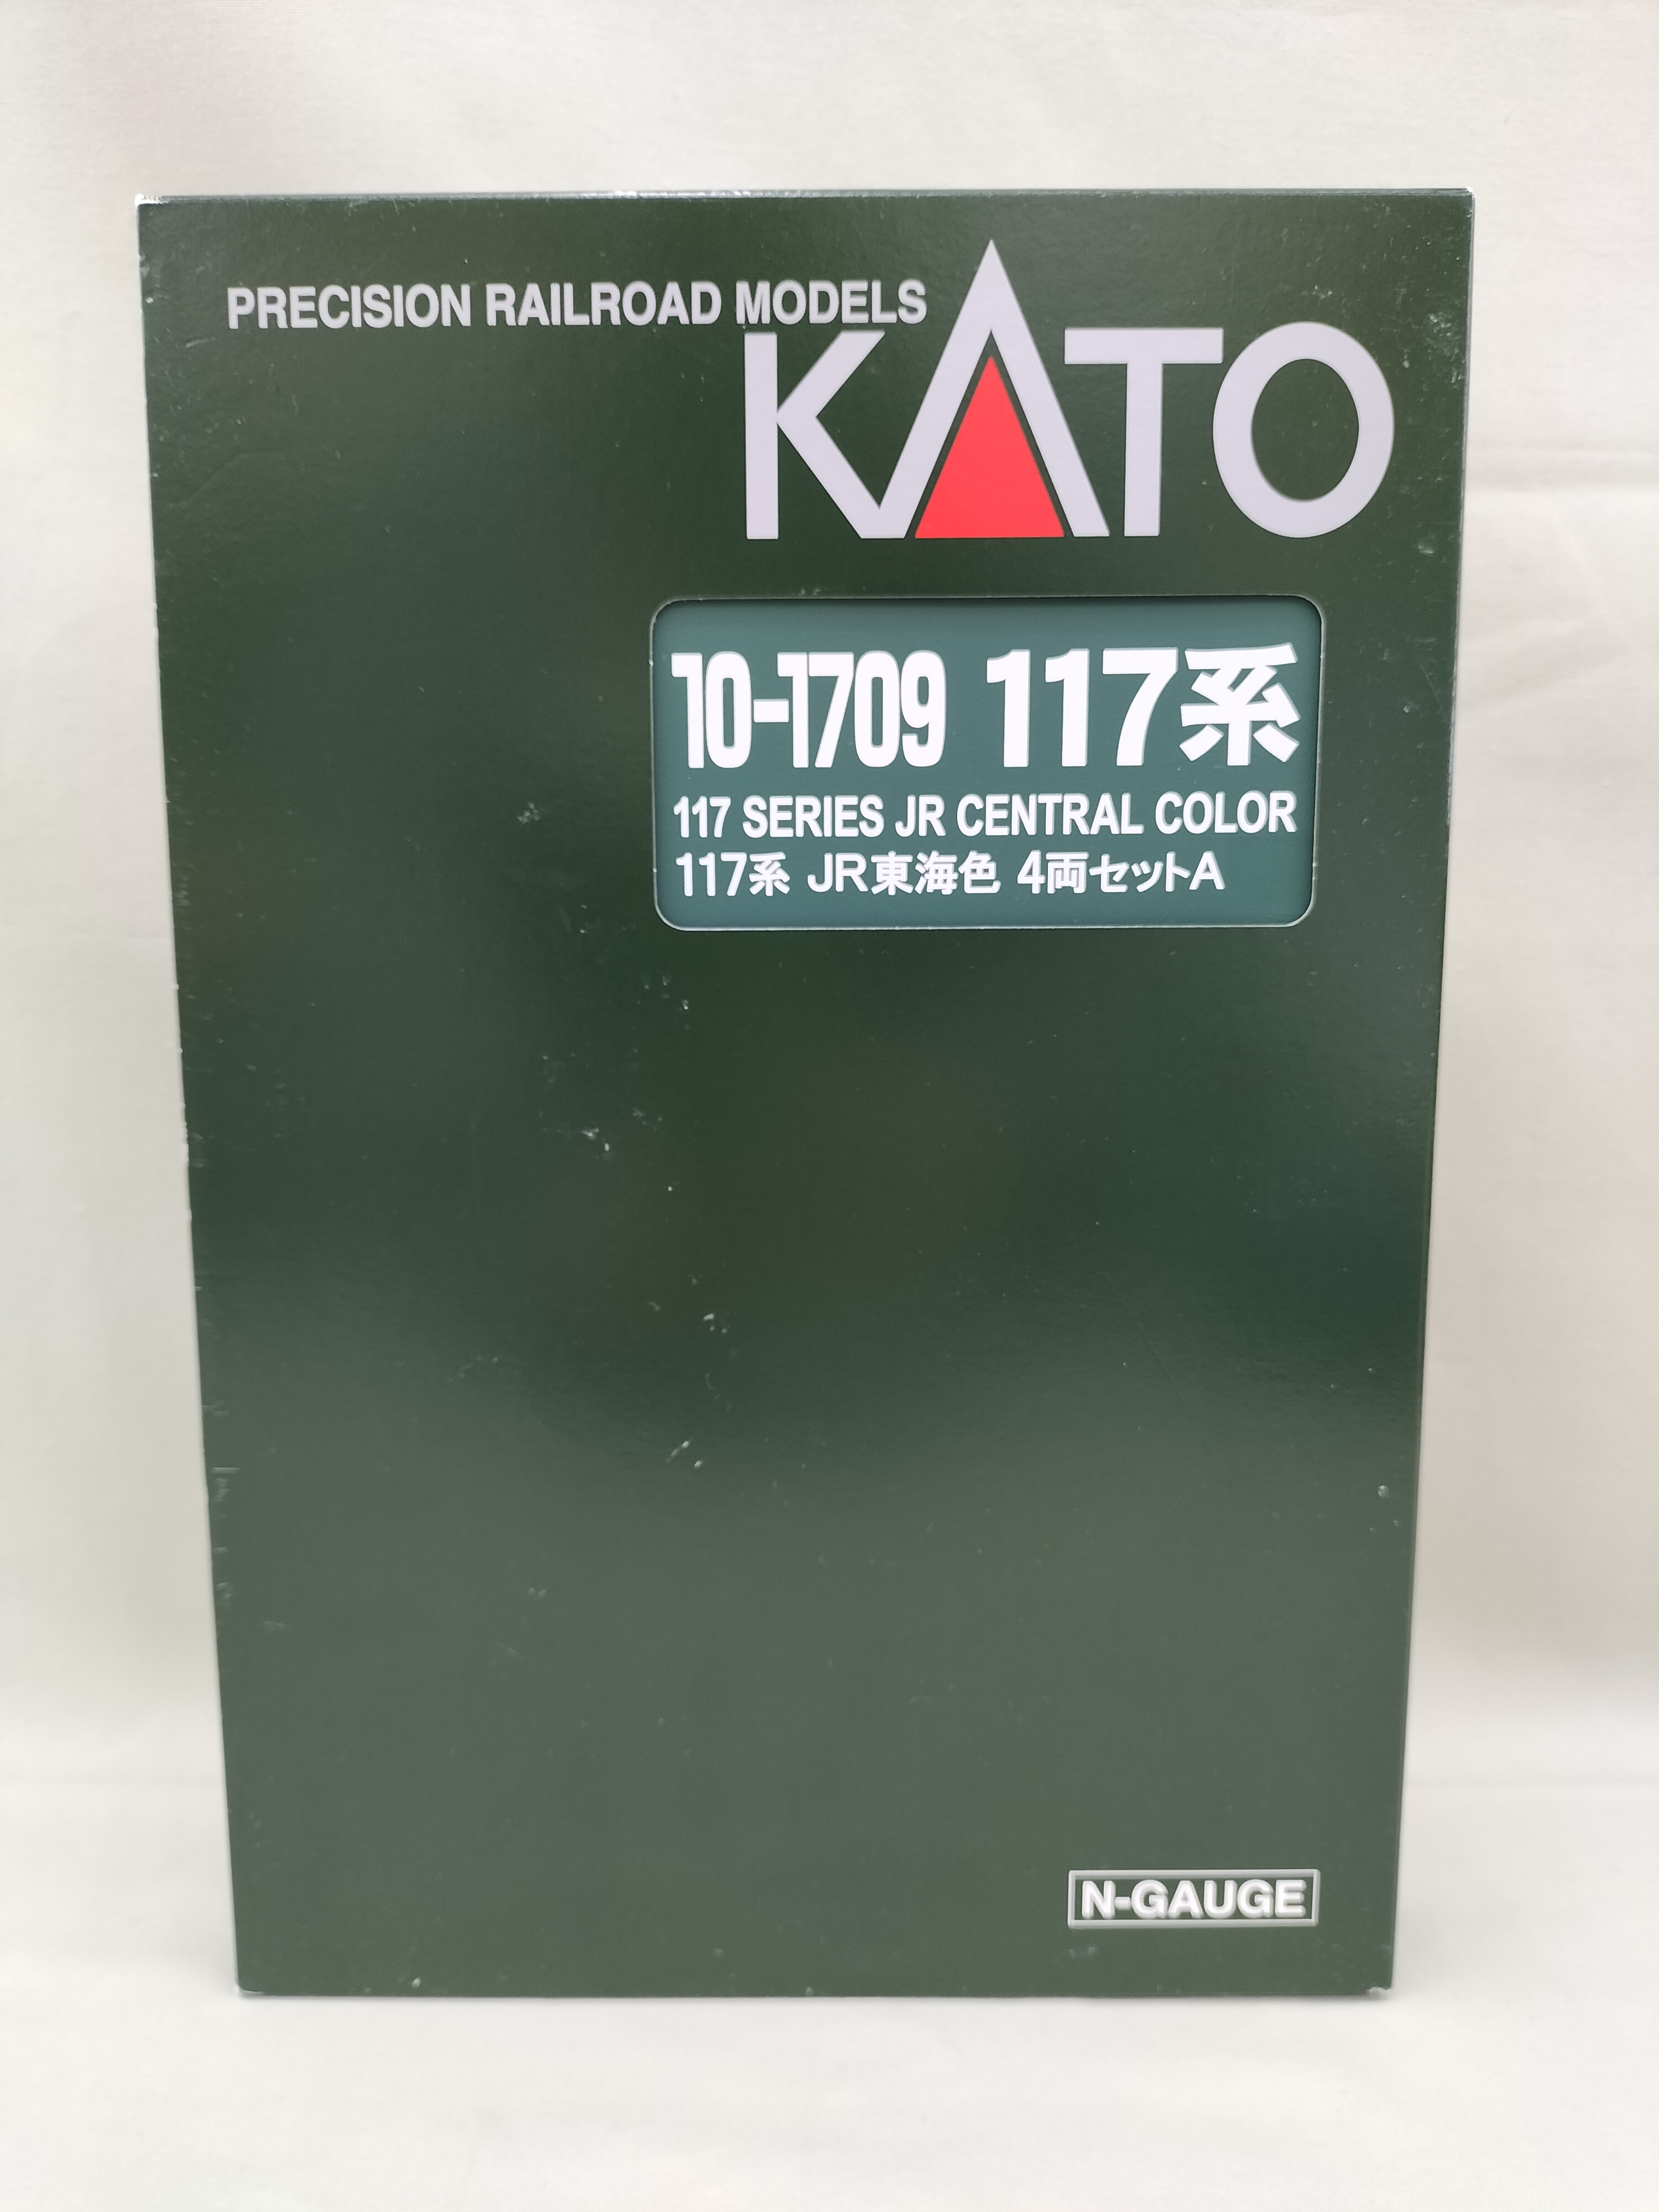 PRECISION RAILROAD MODELS
KATO
10-1709 117系
117 SERIES JR CENTRAL COLOR
117系 JR東海色 4両セットA
N-GAUGE